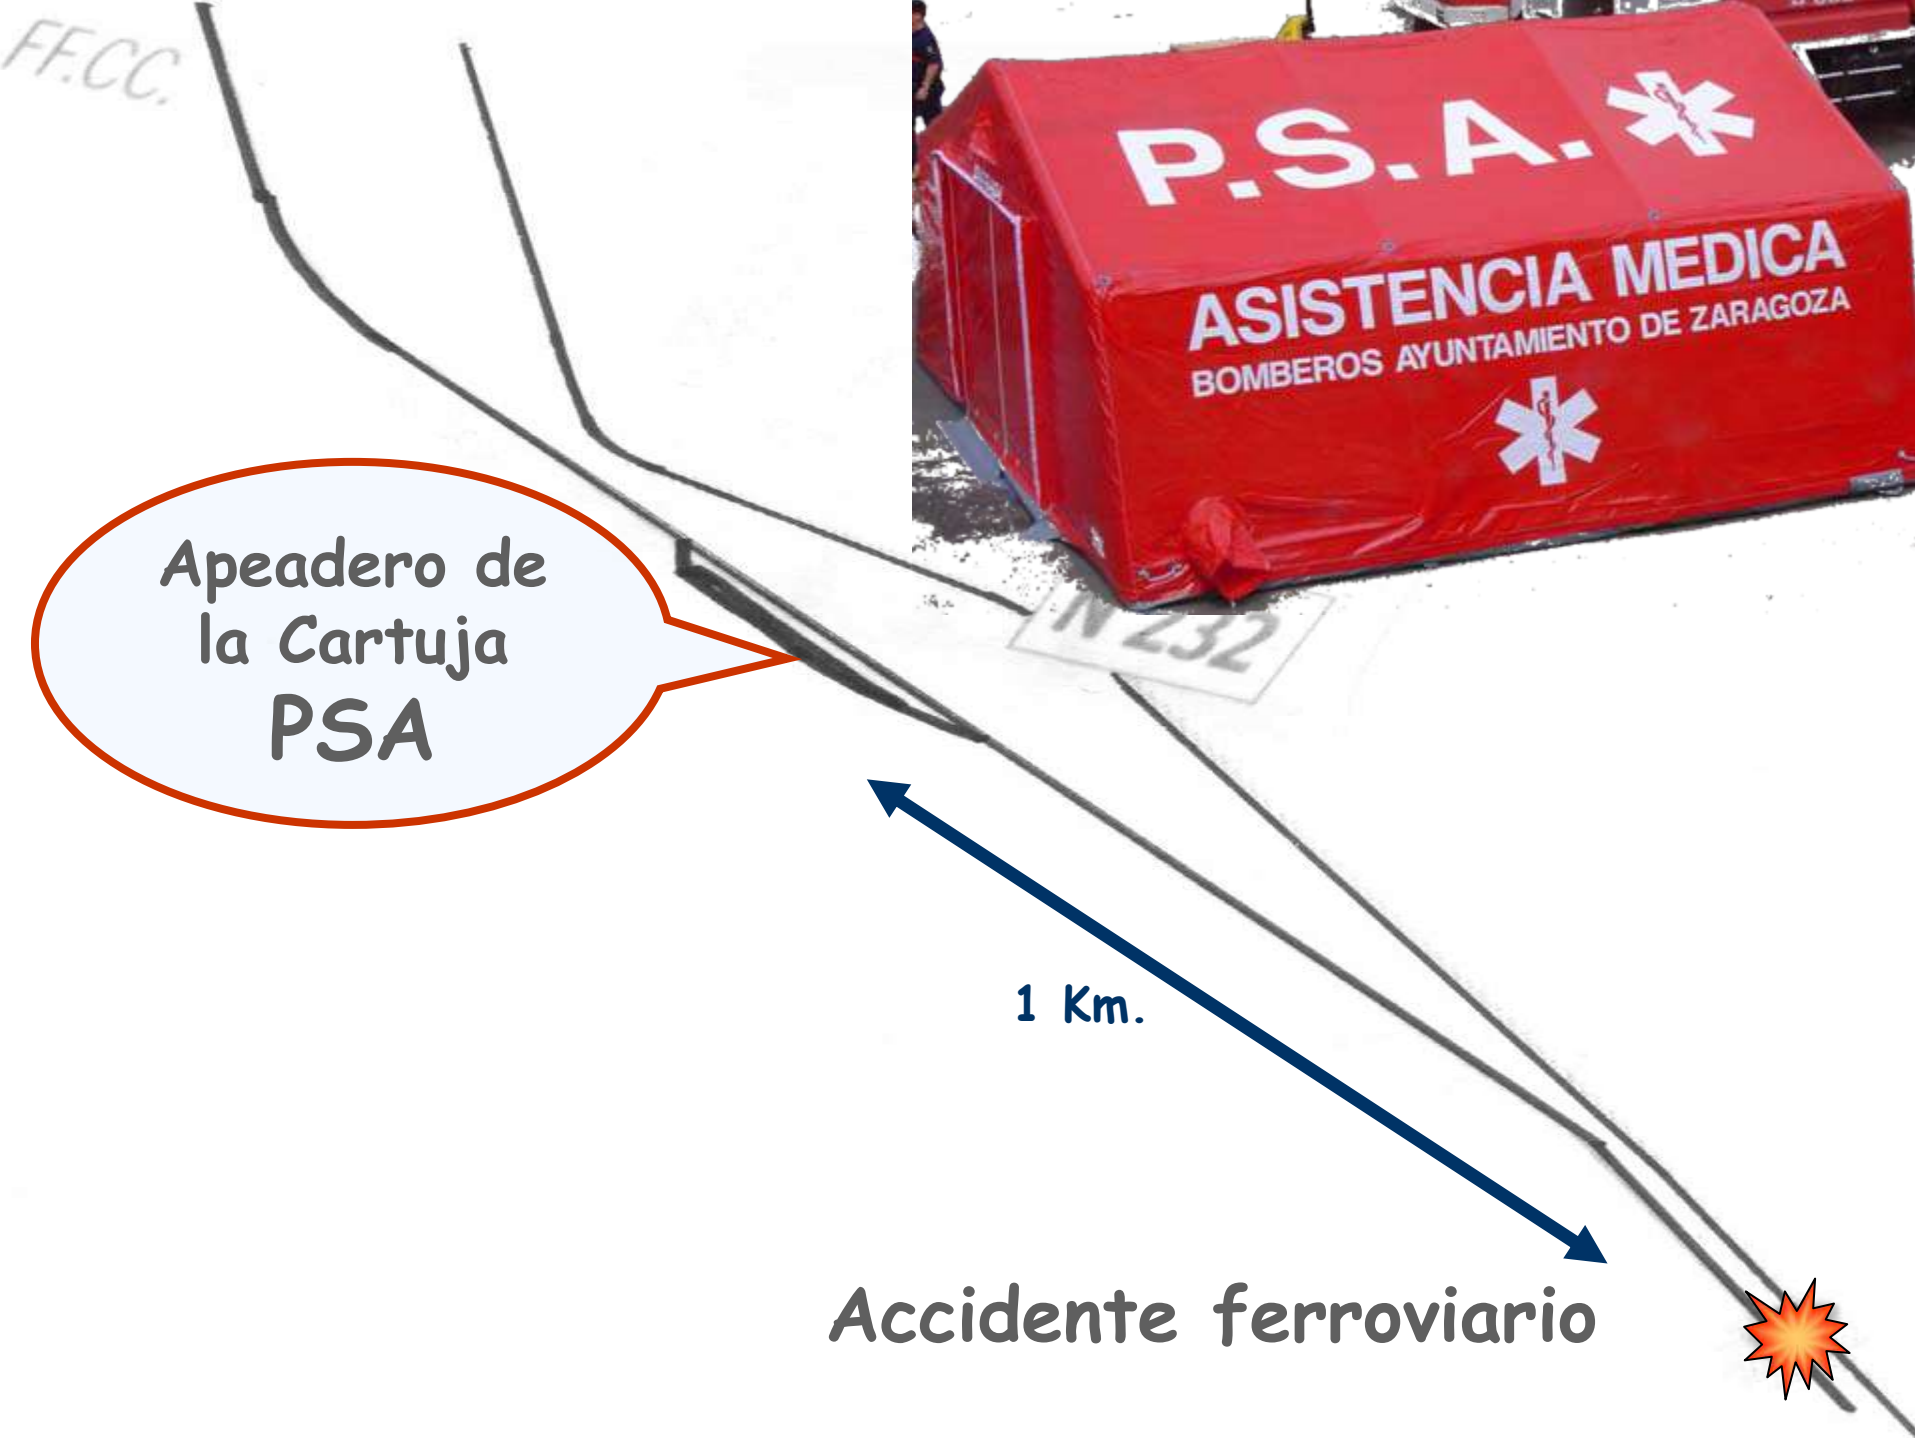 FF.CC.
P.S.A.
ASISTENCIA MEDICA
BOMBEROS AYUNTAMIENTO DE ZARAGOZA
Apeadero de
la Cartuja
PSA
N 232
1 Km.
Accidente ferroviario